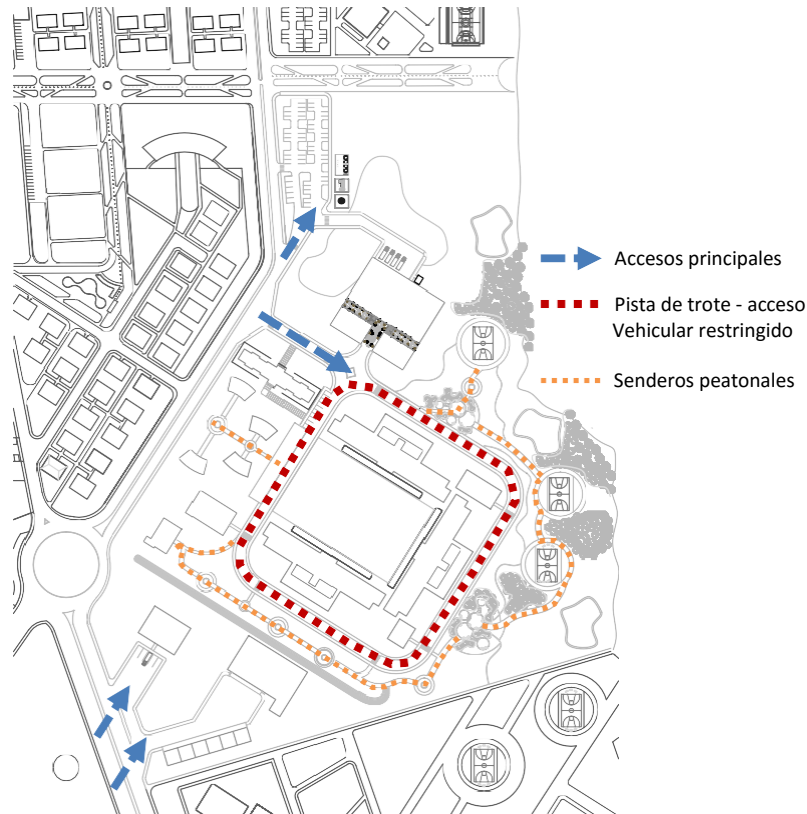 Accesos principales
Pista de trote - acceso
Vehicular restringido
Senderos peatonales